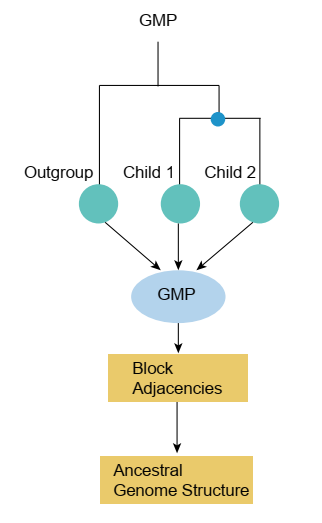 GMP
Outgroup Child 1 Child 2
GMP
Block
Adjacencies
Ancestral
Genome Structure